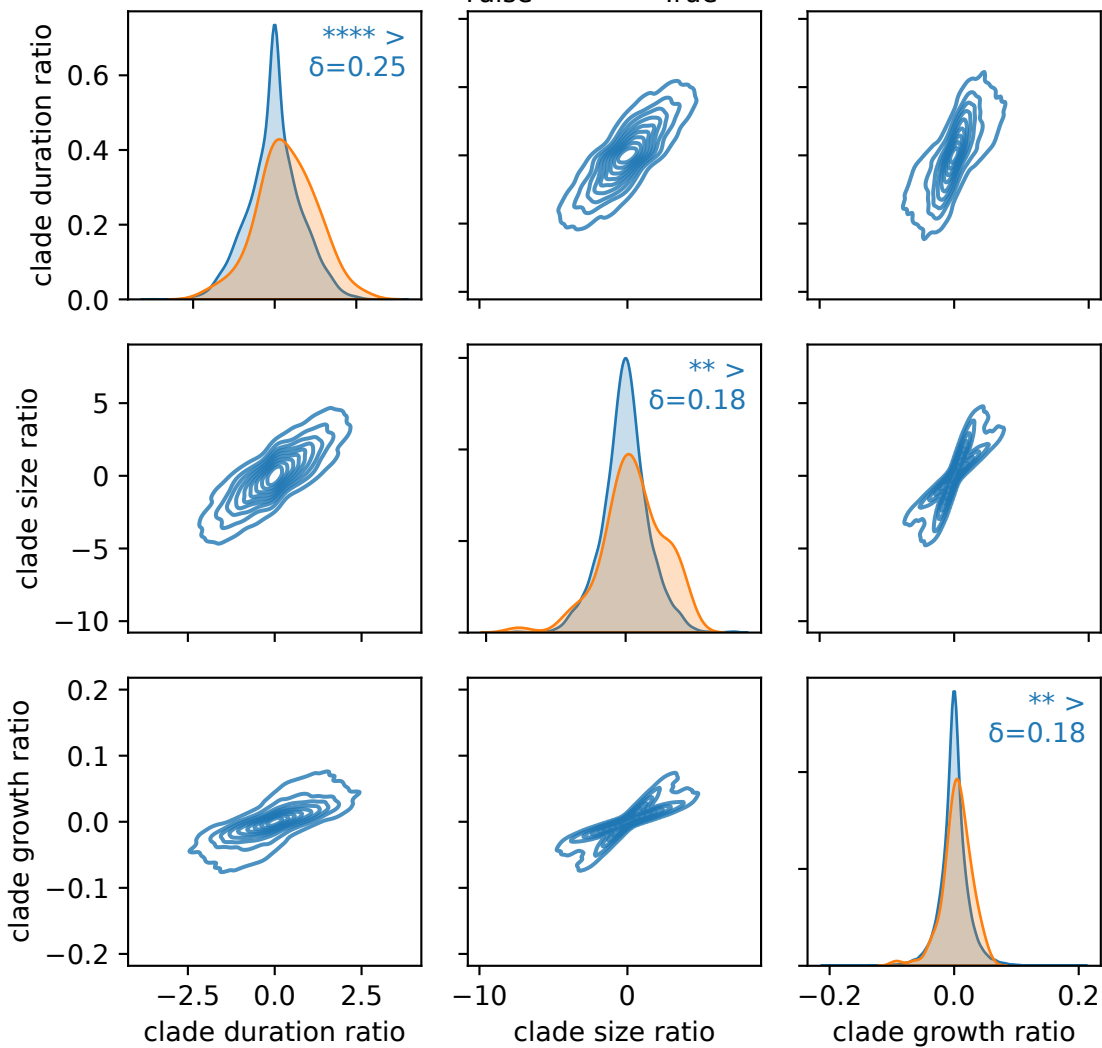 False True
clade duration ratio
0.6
0.4
0.2
0.0
**** >
δ=0.25
clade size ratio
5
0
−5
−10
** >
δ=0.18
clade growth ratio
0.2
0.1
0.0
−0.1
−0.2
** >
δ=0.18
−2.5 0.0 2.5
−10 0
−0.2 0.0 0.2
clade duration ratio
clade size ratio
clade growth ratio